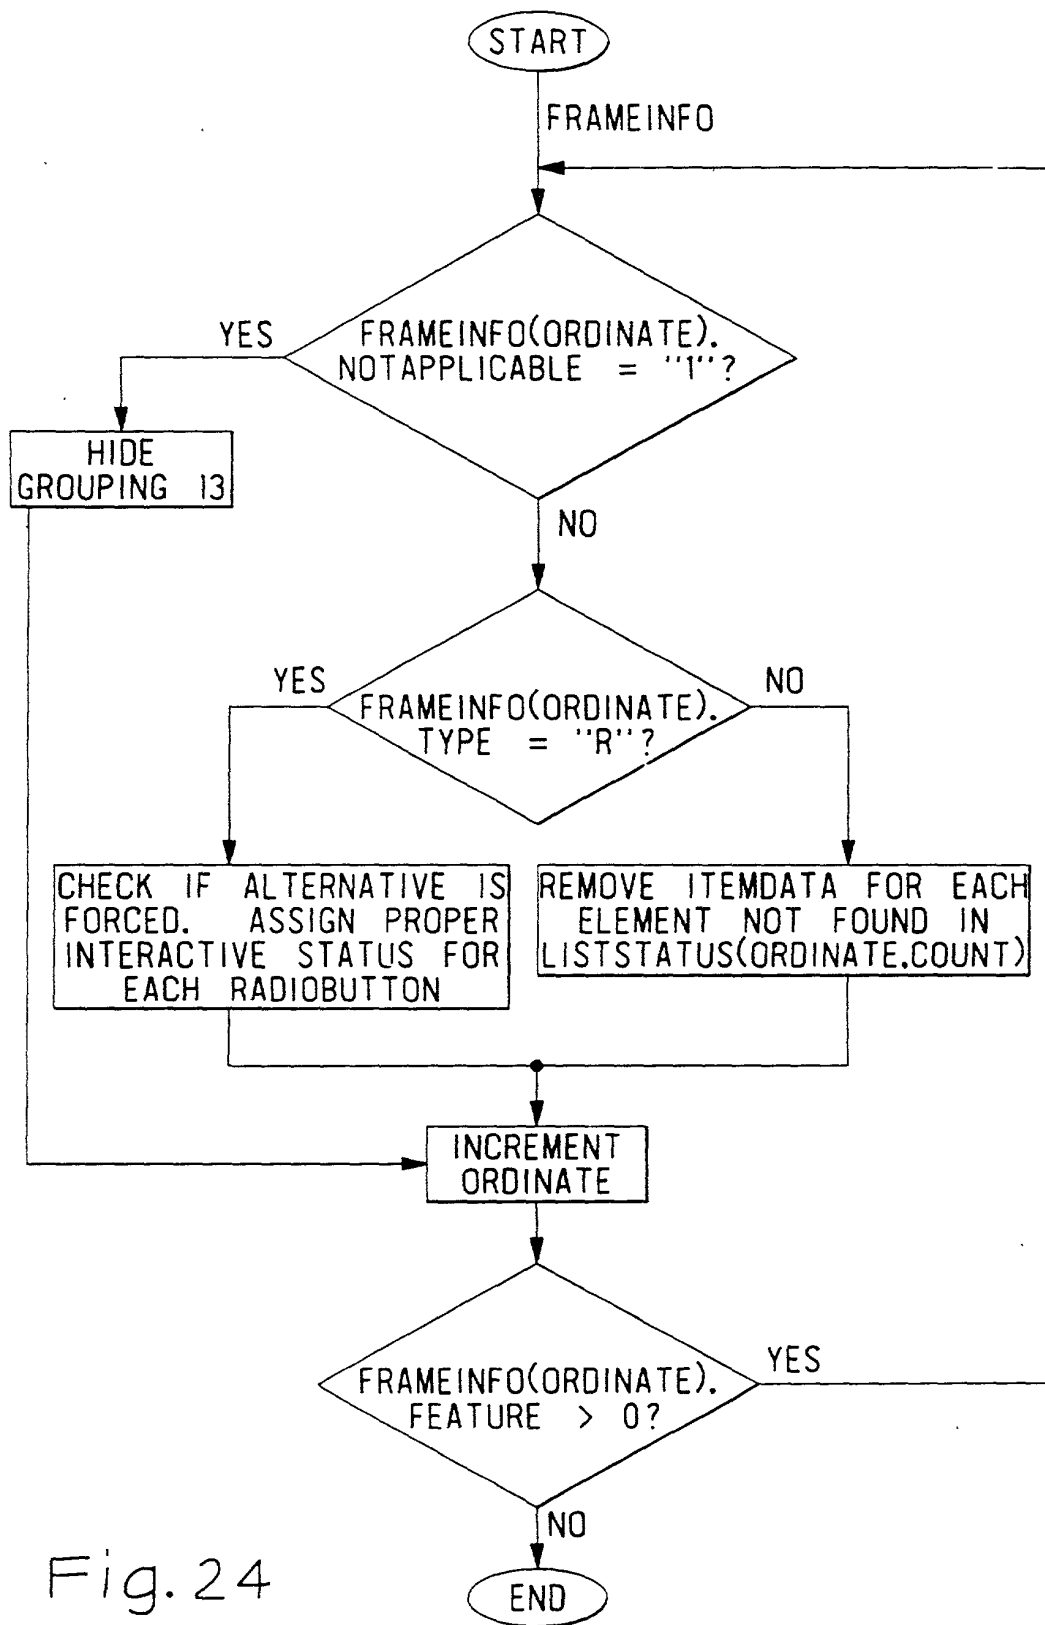 START
FRAMEINFO
YES
FRAMEINFO(ORDINATE).
NOTAPPLICABLE = "1"?
HIDE
GROUPING 13
NO
YES
NO
FRAMEINFO(ORDINATE).
TYPE = "R"?
CHECK IF ALTERNATIVE IS
FORCED. ASSIGN PROPER
INTERACTIVE STATUS FOR
EACH RADIOBUTTON
REMOVE ITEMDATA FOR EACH
ELEMENT NOT FOUND IN
LISTSTATUS(ORDINATE.COUNT)
INCREMENT
ORDINATE
YES
FRAMEINFO(ORDINATE).
FEATURE > 0?
NO
END
Fig. 24